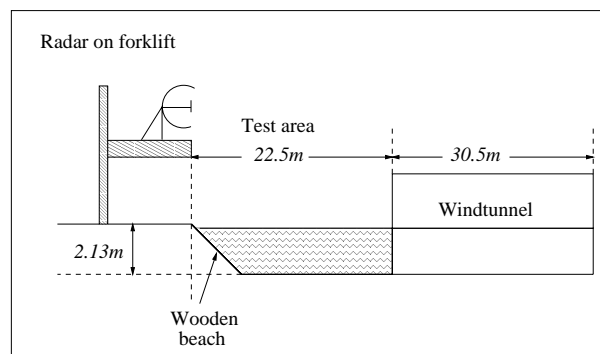 Radar on forklift
Test area
22.5m
30.5m
Windtunnel
2.13m
Wooden
beach